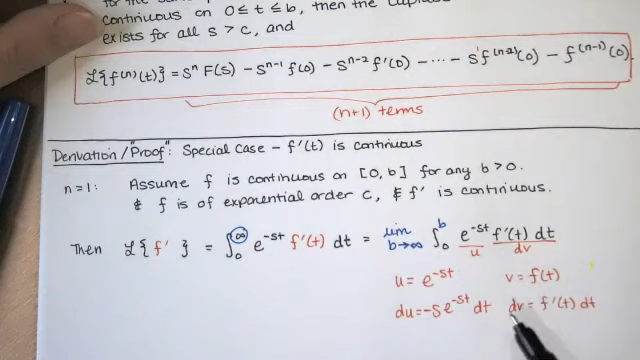 continuous on 0 ≤ t ≤ b, then the
exists for all s > c, and
ℒ{f⁽ⁿ⁾(t)} = sⁿ F(s) − sⁿ⁻¹ f(0) − sⁿ⁻² f'(0) − ⋯ − s¹f⁽ⁿ⁻²⁾(0) − f⁽ⁿ⁻¹⁾(0)
(n+1) terms
Derivation/"Proof": Special Case - f'(t) is continuous
n=1: Assume f is continuous on [0, b] for any b>0.
& f is of exponential order c, & f' is continuous.
Then ℒ{f'} = ∫₀^∞ e^(-st) f'(t) dt = lim b→∞ ∫₀^b e^(-st) f'(t) dt
u dv
u = e^(-st) v = f(t)
du = -s e^(-st) dt dv = f'(t) dt